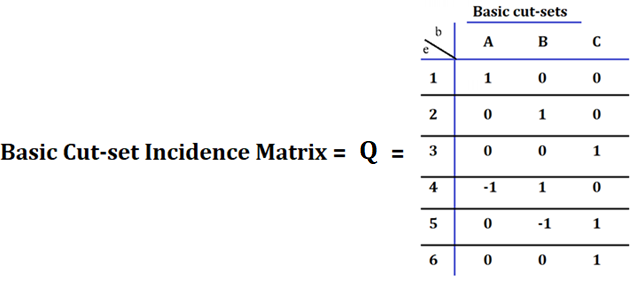 Basic cut-sets
b
e
A B C
1 1 0 0
2 0 1 0
Basic Cut-set Incidence Matrix = Q =
3 0 0 1
4 -1 1 0
5 0 -1 1
6 0 0 1